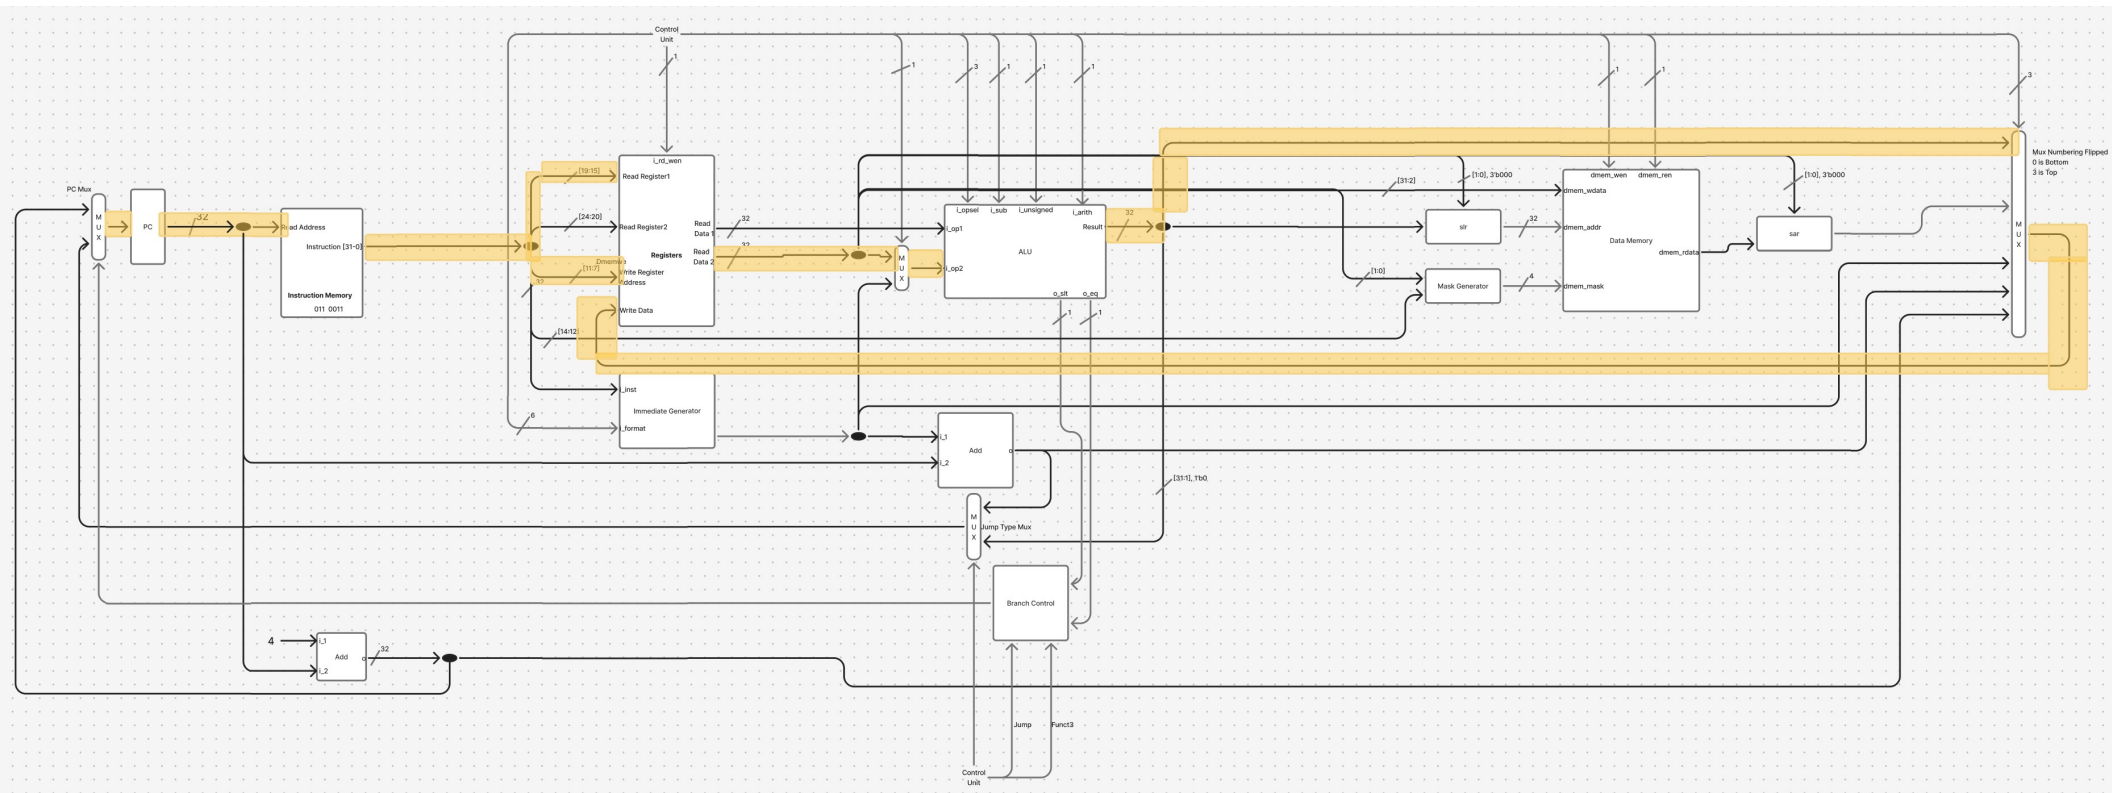 Control
Unit
1
1
3
1
1
1
1
1
3
Mux Numbering Flipped
0 is Bottom
3 is Top
PC Mux
M
U
X
PC
32
Read Address
Instruction [31-0]
Instruction Memory
011 0011
[19:15]
[24:20]
[11:7]
32
[14:12]
i_rd_wen
Read Register1
Read Register2
Registers
Write Register
Address
Write Data
Read
Data 1
Read
Data 2
32
32
M
U
X
i_opsel
i_sub
i_unsigned
i_arith
i_op1
i_op2
ALU
Result
o_slt
o_eq
32
1
1
[31:2]
[1:0], 3'b000
slr
32
[1:0]
Mask Generator
4
dmem_wen
dmem_ren
dmem_wdata
dmem_addr
Data Memory
dmem_rdata
dmem_mask
[1:0], 3'b000
sar
M
U
X
i_inst
Immediate Generator
i_format
6
i_1
Add
o
i_2
[31:1], 1'b0
M
U
X
Jump Type Mux
Branch Control
4
i_1
Add
o
i_2
32
Jump
Funct3
Control
Unit